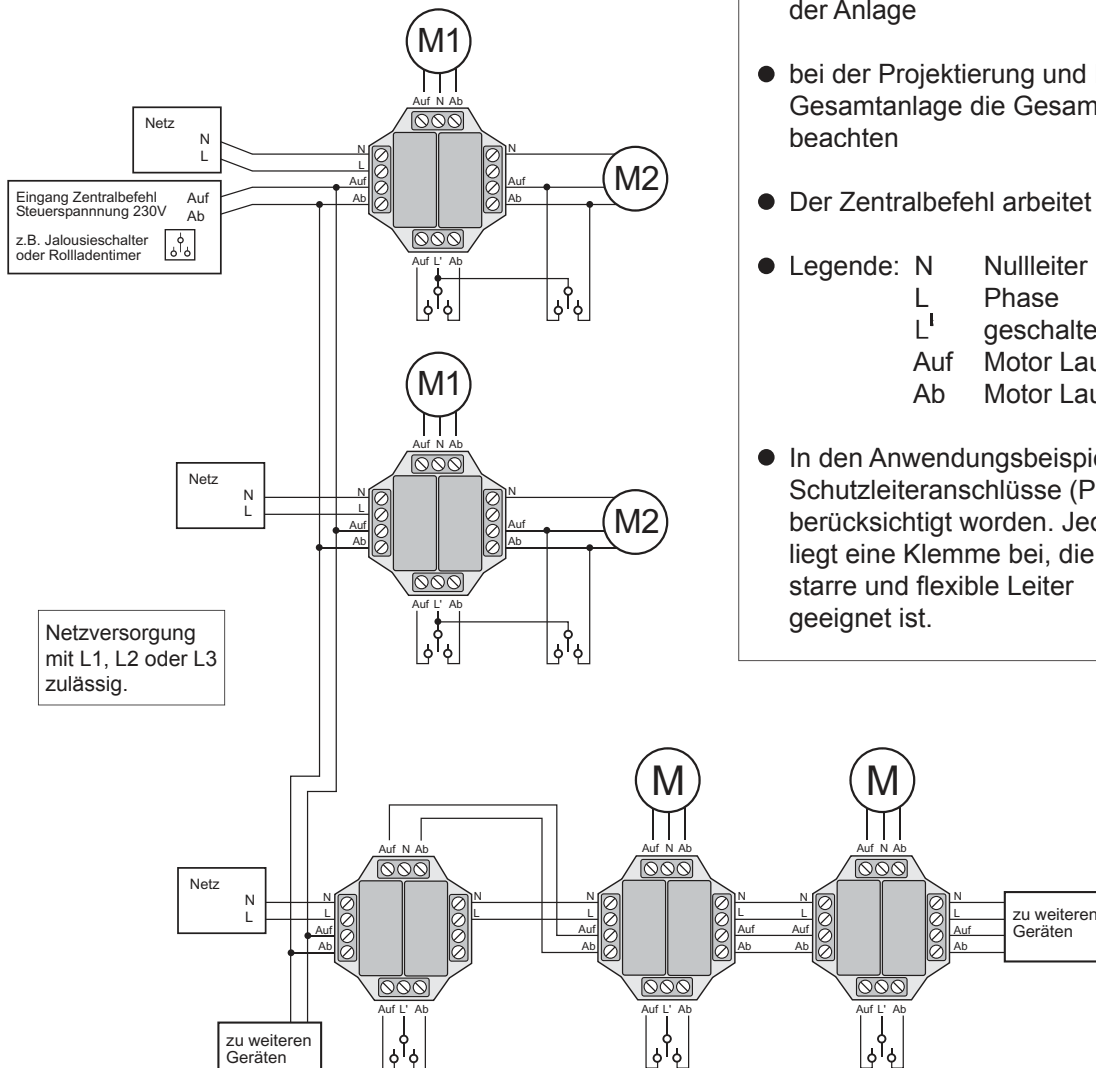 M1
Auf N Ab
Netz
N
L
Eingang Zentralbefehl Auf
Steuerspannnung 230V Ab
z.B. Jalousieschalter
oder Rollladentimer
N
L
Auf
Ab
N
Auf
Ab
M2
Auf L' Ab
M1
Auf N Ab
Netz
N
L
N
L
Auf
Ab
N
Auf
Ab
M2
Auf L' Ab
Netzversorgung
mit L1, L2 oder L3
zulässig.
der Anlage
bei der Projektierung und
Gesamtanlage die Gesam
beachten
Der Zentralbefehl arbeitet
Legende: N Nullleiter
L Phase
L' geschalte
Auf Motor Lau
Ab Motor Lau
In den Anwendungsbeispie
Schutzleiteranschlüsse (P
berücksichtigt worden. Jed
liegt eine Klemme bei, die
starre und flexible Leiter
geeignet ist.
M
M
Auf N Ab
Auf N Ab
Auf N Ab
Netz
N
L
N
L
Auf
Ab
N
L
N
L
Auf
Ab
N
L
Auf
Ab
N
L
Auf
Ab
N
L
Auf
Ab
zu weiteren
Geräten
Auf L' Ab
Auf L' Ab
Auf L' Ab
zu weiteren
Geräten